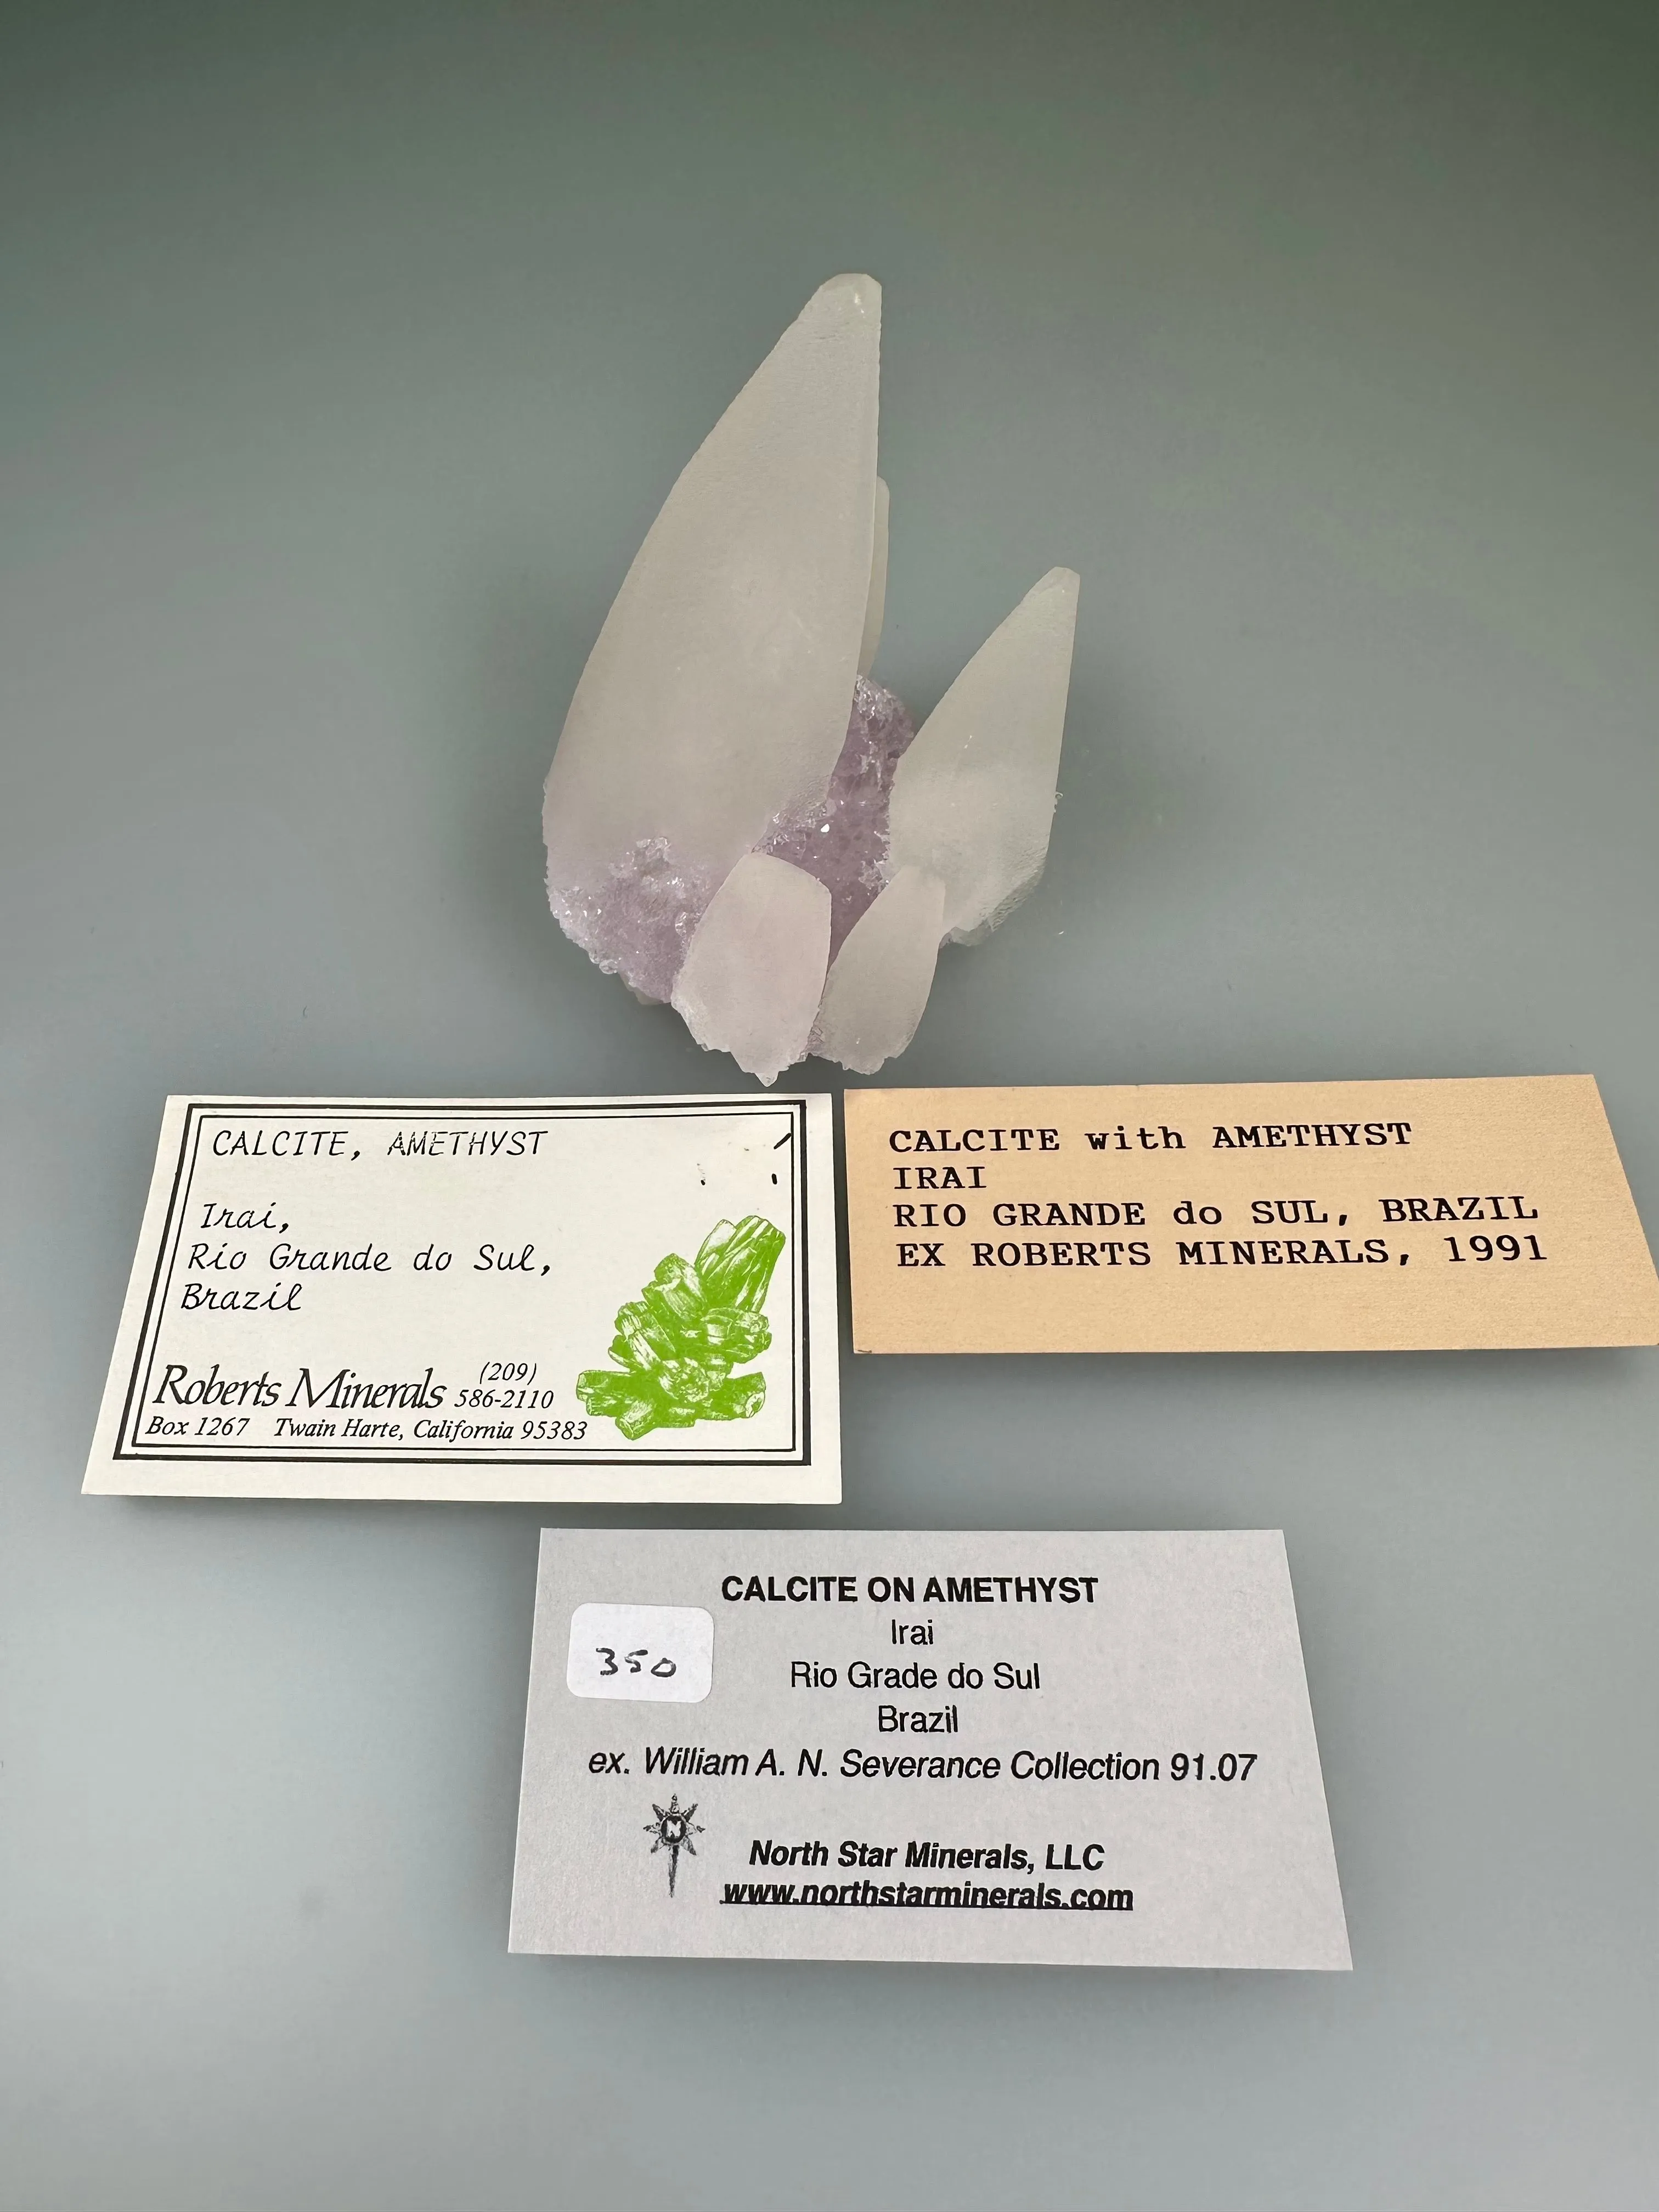 CALCITE, AMETHYST
Irai,
Rio Grande do Sul,
Brazil
Roberts Minerals (209) 586-2110
Box 1267 Twain Harte, California 95383
CALCITE with AMETHYST
IRAI
RIO GRANDE do SUL, BRAZIL
EX ROBERTS MINERALS, 1991
CALCITE ON AMETHYST
350
Irai
Rio Grade do Sul
Brazil
ex. William A. N. Severance Collection 91.07
N
North Star Minerals, LLC
www.northstarminerals.com